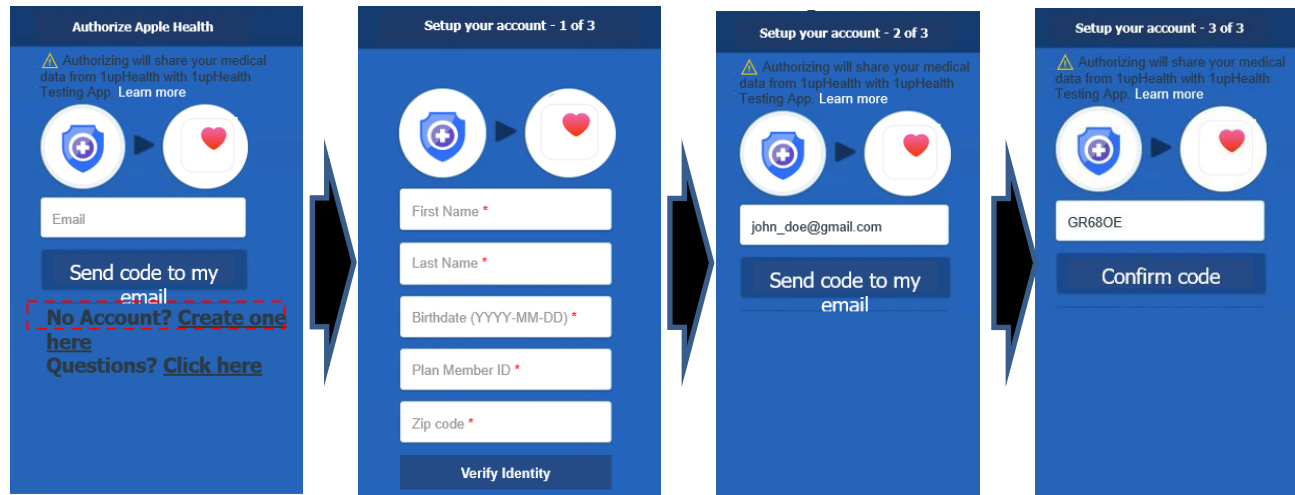 Authorize Apple Health
Authorizing will share your medical
data from 1upHealth with 1upHealth
Testing App. Learn more
Email
Send code to my
email
No Account? Create one
here
Questions? Click here
Setup your account - 1 of 3
First Name *
Last Name *
Birthdate (YYYY-MM-DD) *
Plan Member ID *
Zip code *
Verify Identity
Setup your account - 2 of 3
Authorizing will share your medical
data from 1upHealth with 1upHealth
Testing App. Learn more
john_doe@gmail.com
Send code to my
email
Setup your account - 3 of 3
Authorizing will share your medical
data from 1upHealth with 1upHealth
Testing App. Learn more
GR68OE
Confirm code